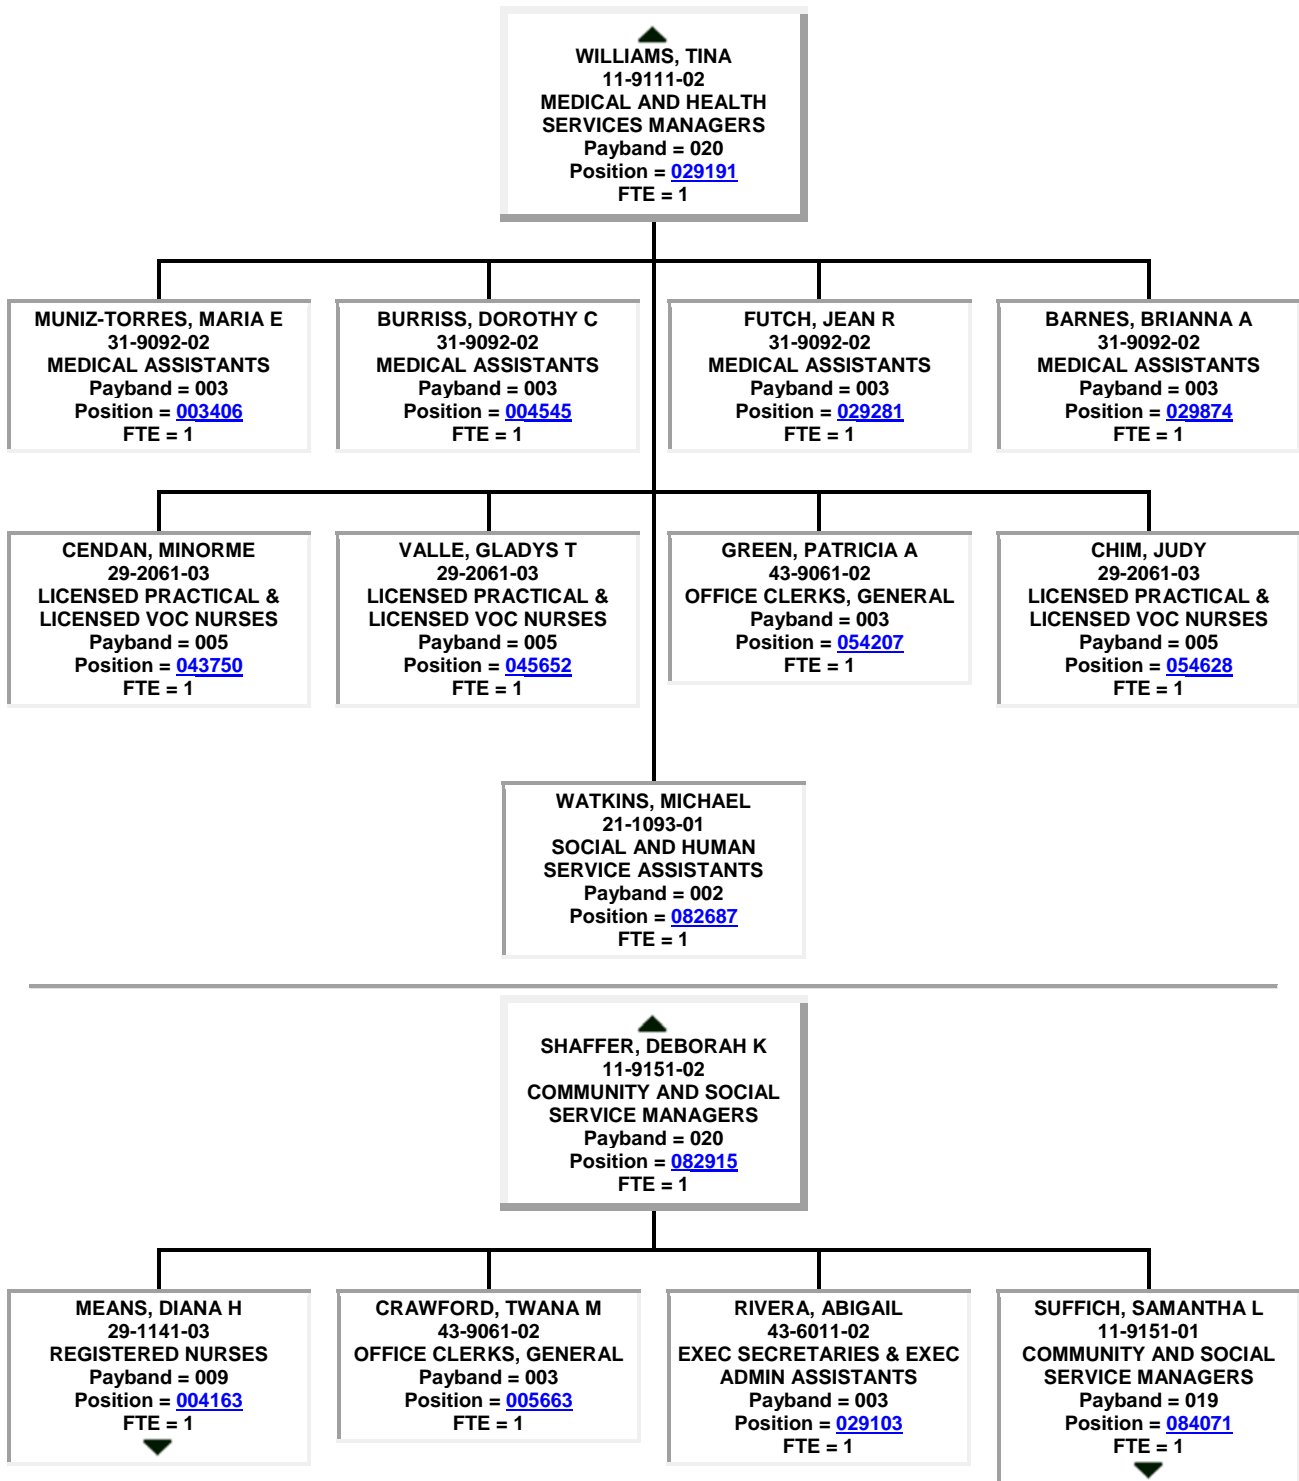 WILLIAMS, TINA
11-9111-02
MEDICAL AND HEALTH
SERVICES MANAGERS
Payband = 020
Position = 029191
FTE = 1
MUNIZ-TORRES, MARIA E
31-9092-02
MEDICAL ASSISTANTS
Payband = 003
Position = 003406
FTE = 1
BURRISS, DOROTHY C
31-9092-02
MEDICAL ASSISTANTS
Payband = 003
Position = 004545
FTE = 1
FUTCH, JEAN R
31-9092-02
MEDICAL ASSISTANTS
Payband = 003
Position = 029281
FTE = 1
BARNES, BRIANNA A
31-9092-02
MEDICAL ASSISTANTS
Payband = 003
Position = 029874
FTE = 1
CENDAN, MINORME
29-2061-03
LICENSED PRACTICAL &
LICENSED VOC NURSES
Payband = 005
Position = 043750
FTE = 1
VALLE, GLADYS T
29-2061-03
LICENSED PRACTICAL &
LICENSED VOC NURSES
Payband = 005
Position = 045652
FTE = 1
GREEN, PATRICIA A
43-9061-02
OFFICE CLERKS, GENERAL
Payband = 003
Position = 054207
FTE = 1
CHIM, JUDY
29-2061-03
LICENSED PRACTICAL &
LICENSED VOC NURSES
Payband = 005
Position = 054628
FTE = 1
WATKINS, MICHAEL
21-1093-01
SOCIAL AND HUMAN
SERVICE ASSISTANTS
Payband = 002
Position = 082687
FTE = 1
SHAFFER, DEBORAH K
11-9151-02
COMMUNITY AND SOCIAL
SERVICE MANAGERS
Payband = 020
Position = 082915
FTE = 1
MEANS, DIANA H
29-1141-03
REGISTERED NURSES
Payband = 009
Position = 004163
FTE = 1
CRAWFORD, TWANA M
43-9061-02
OFFICE CLERKS, GENERAL
Payband = 003
Position = 005663
FTE = 1
RIVERA, ABIGAIL
43-6011-02
EXEC SECRETARIES & EXEC
ADMIN ASSISTANTS
Payband = 003
Position = 029103
FTE = 1
SUFFICH, SAMANTHA L
11-9151-01
COMMUNITY AND SOCIAL
SERVICE MANAGERS
Payband = 019
Position = 084071
FTE = 1